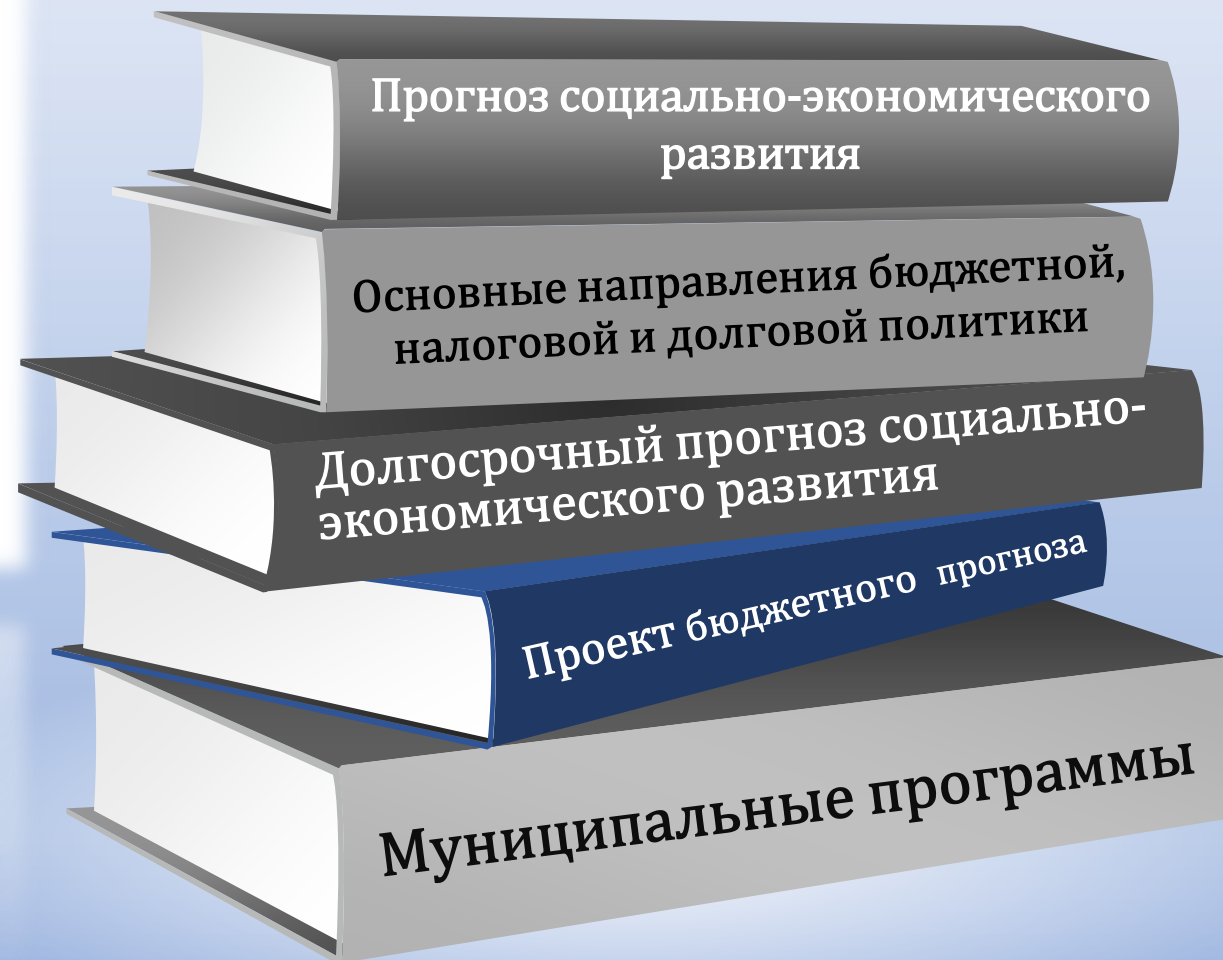 Прогноз социально-экономического
развития
Основные направления бюджетной,
налоговой и долговой политики
Долгосрочный прогноз социально-
экономического развития
Проект бюджетного прогноза
Муниципальные программы